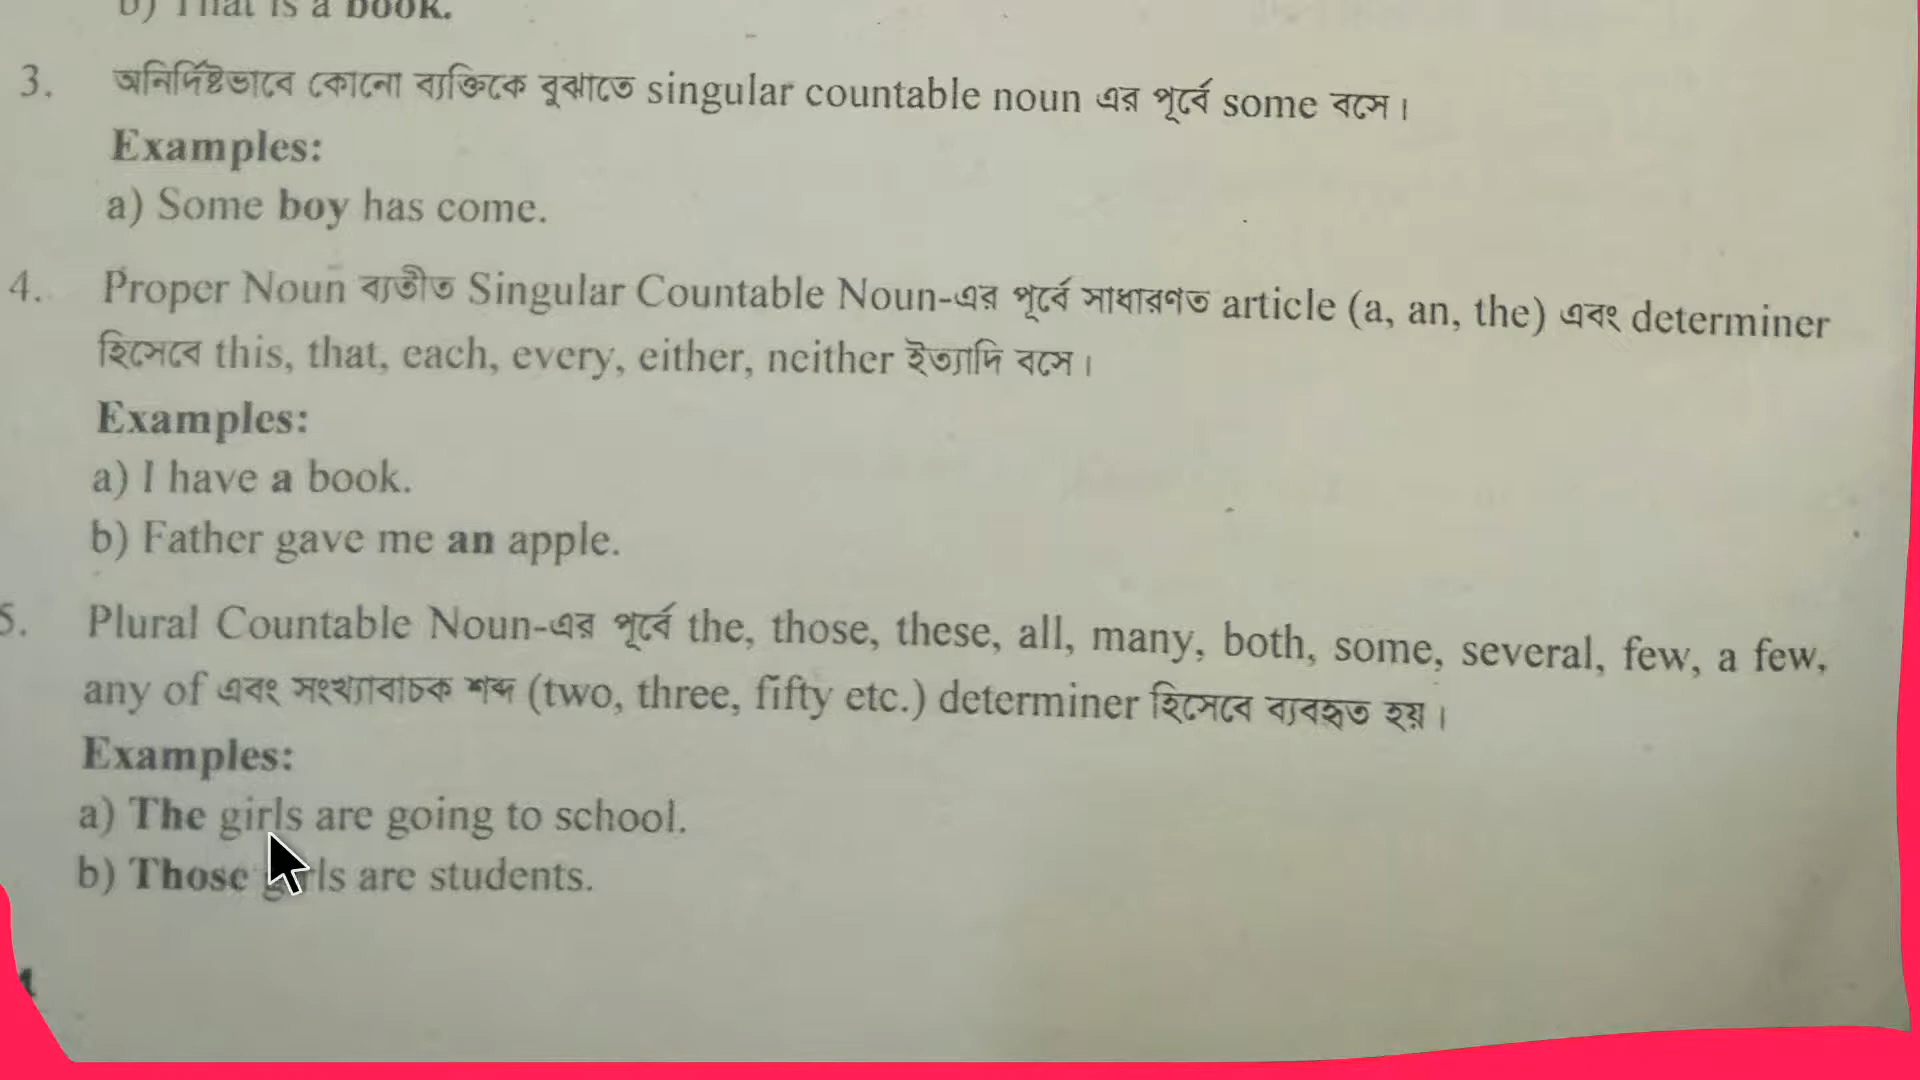 b) That is a book.
3. অনির্দিষ্টভাবে কোনো ব্যক্তিকে বুঝাতে singular countable noun এর পূর্বে some বসে।
Examples:
a) Some boy has come.
4. Proper Noun ব্যতীত Singular Countable Noun-এর পূর্বে সাধারণত article (a, an, the) এবং determiner
হিসেবে this, that, each, every, either, neither ইত্যাদি বসে।
Examples:
a) I have a book.
b) Father gave me an apple.
5. Plural Countable Noun-এর পূর্বে the, those, these, all, many, both, some, several, few, a few,
any of এবং সংখ্যাবাচক শব্দ (two, three, fifty etc.) determiner হিসেবে ব্যবহৃত হয়।
Examples:
a) The girls are going to school.
b) Those girls are students.